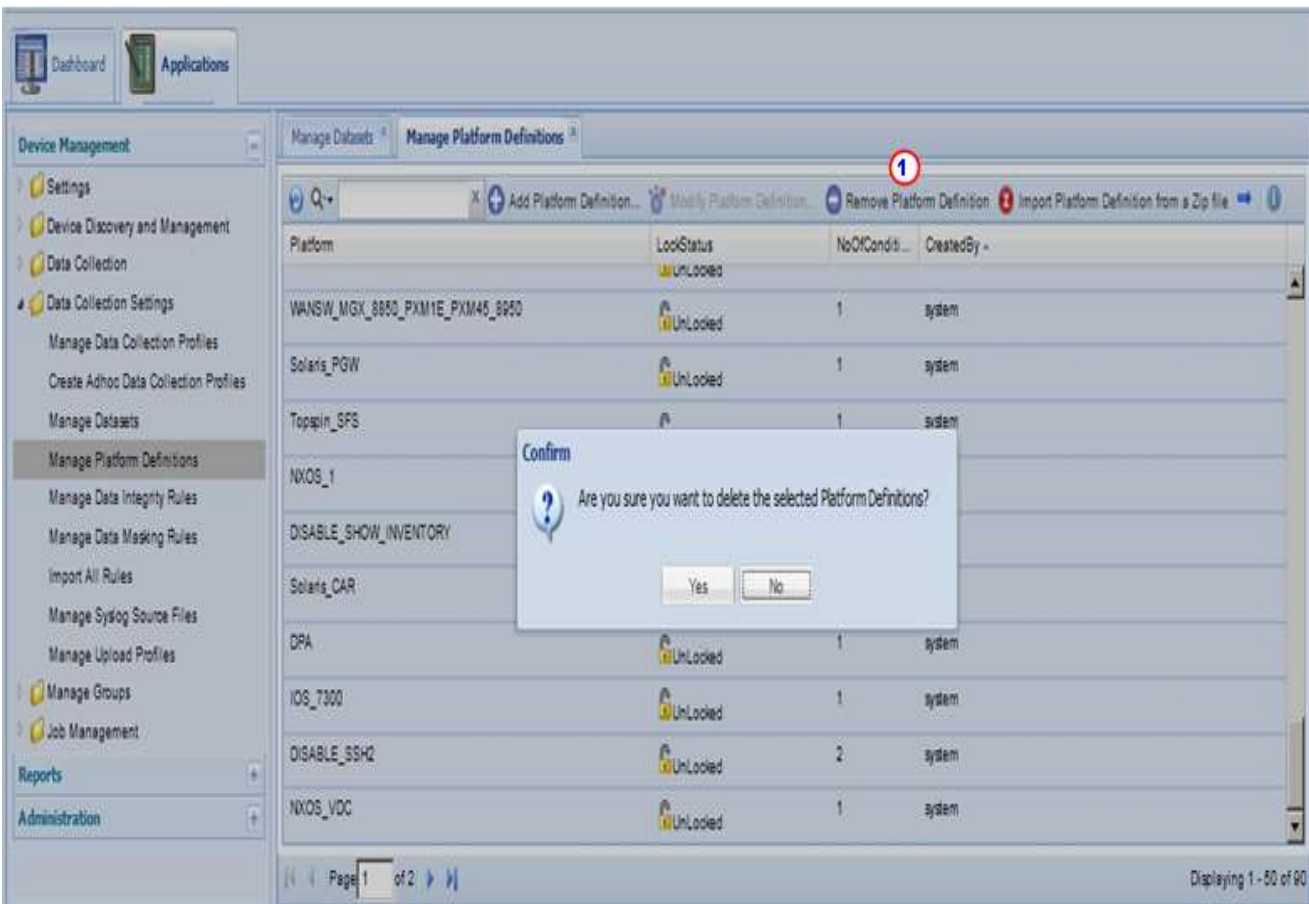 Dashboard
Applications
Device Management
Settings
Device Discovery and Management
Data Collection
Data Collection Settings
Manage Data Collection Profiles
Create Adhoc Data Collection Profiles
Manage Datasets
Manage Platform Definitions
Manage Data Integrity Rules
Manage Data Masking Rules
Import All Rules
Manage Syslog Source Files
Manage Upload Profiles
Manage Groups
Job Management
Reports
Administration
Manage Datasets
Manage Platform Definitions
1
Add Platform Definition...
Modify Platform Definition...
Remove Platform Definition
Import Platform Definition from a Zip file
Platform LockStatus NoOfConditi... CreatedBy
UnLocked
WANSW_MGX_8850_PXM1E_PXM45_8950 UnLocked 1 system
Solaris_PGW UnLocked 1 system
Topspin_SFS 1 system
NXOS_1
DISABLE_SHOW_INVENTORY
Solaris_CAR
Confirm
Are you sure you want to delete the selected Platform Definitions?
Yes No
DPA UnLocked 1 system
IOS_7300 UnLocked 1 system
DISABLE_SSH2 UnLocked 2 system
NXOS_VDC UnLocked 1 system
Page 1 of 2
Displaying 1 - 50 of 90